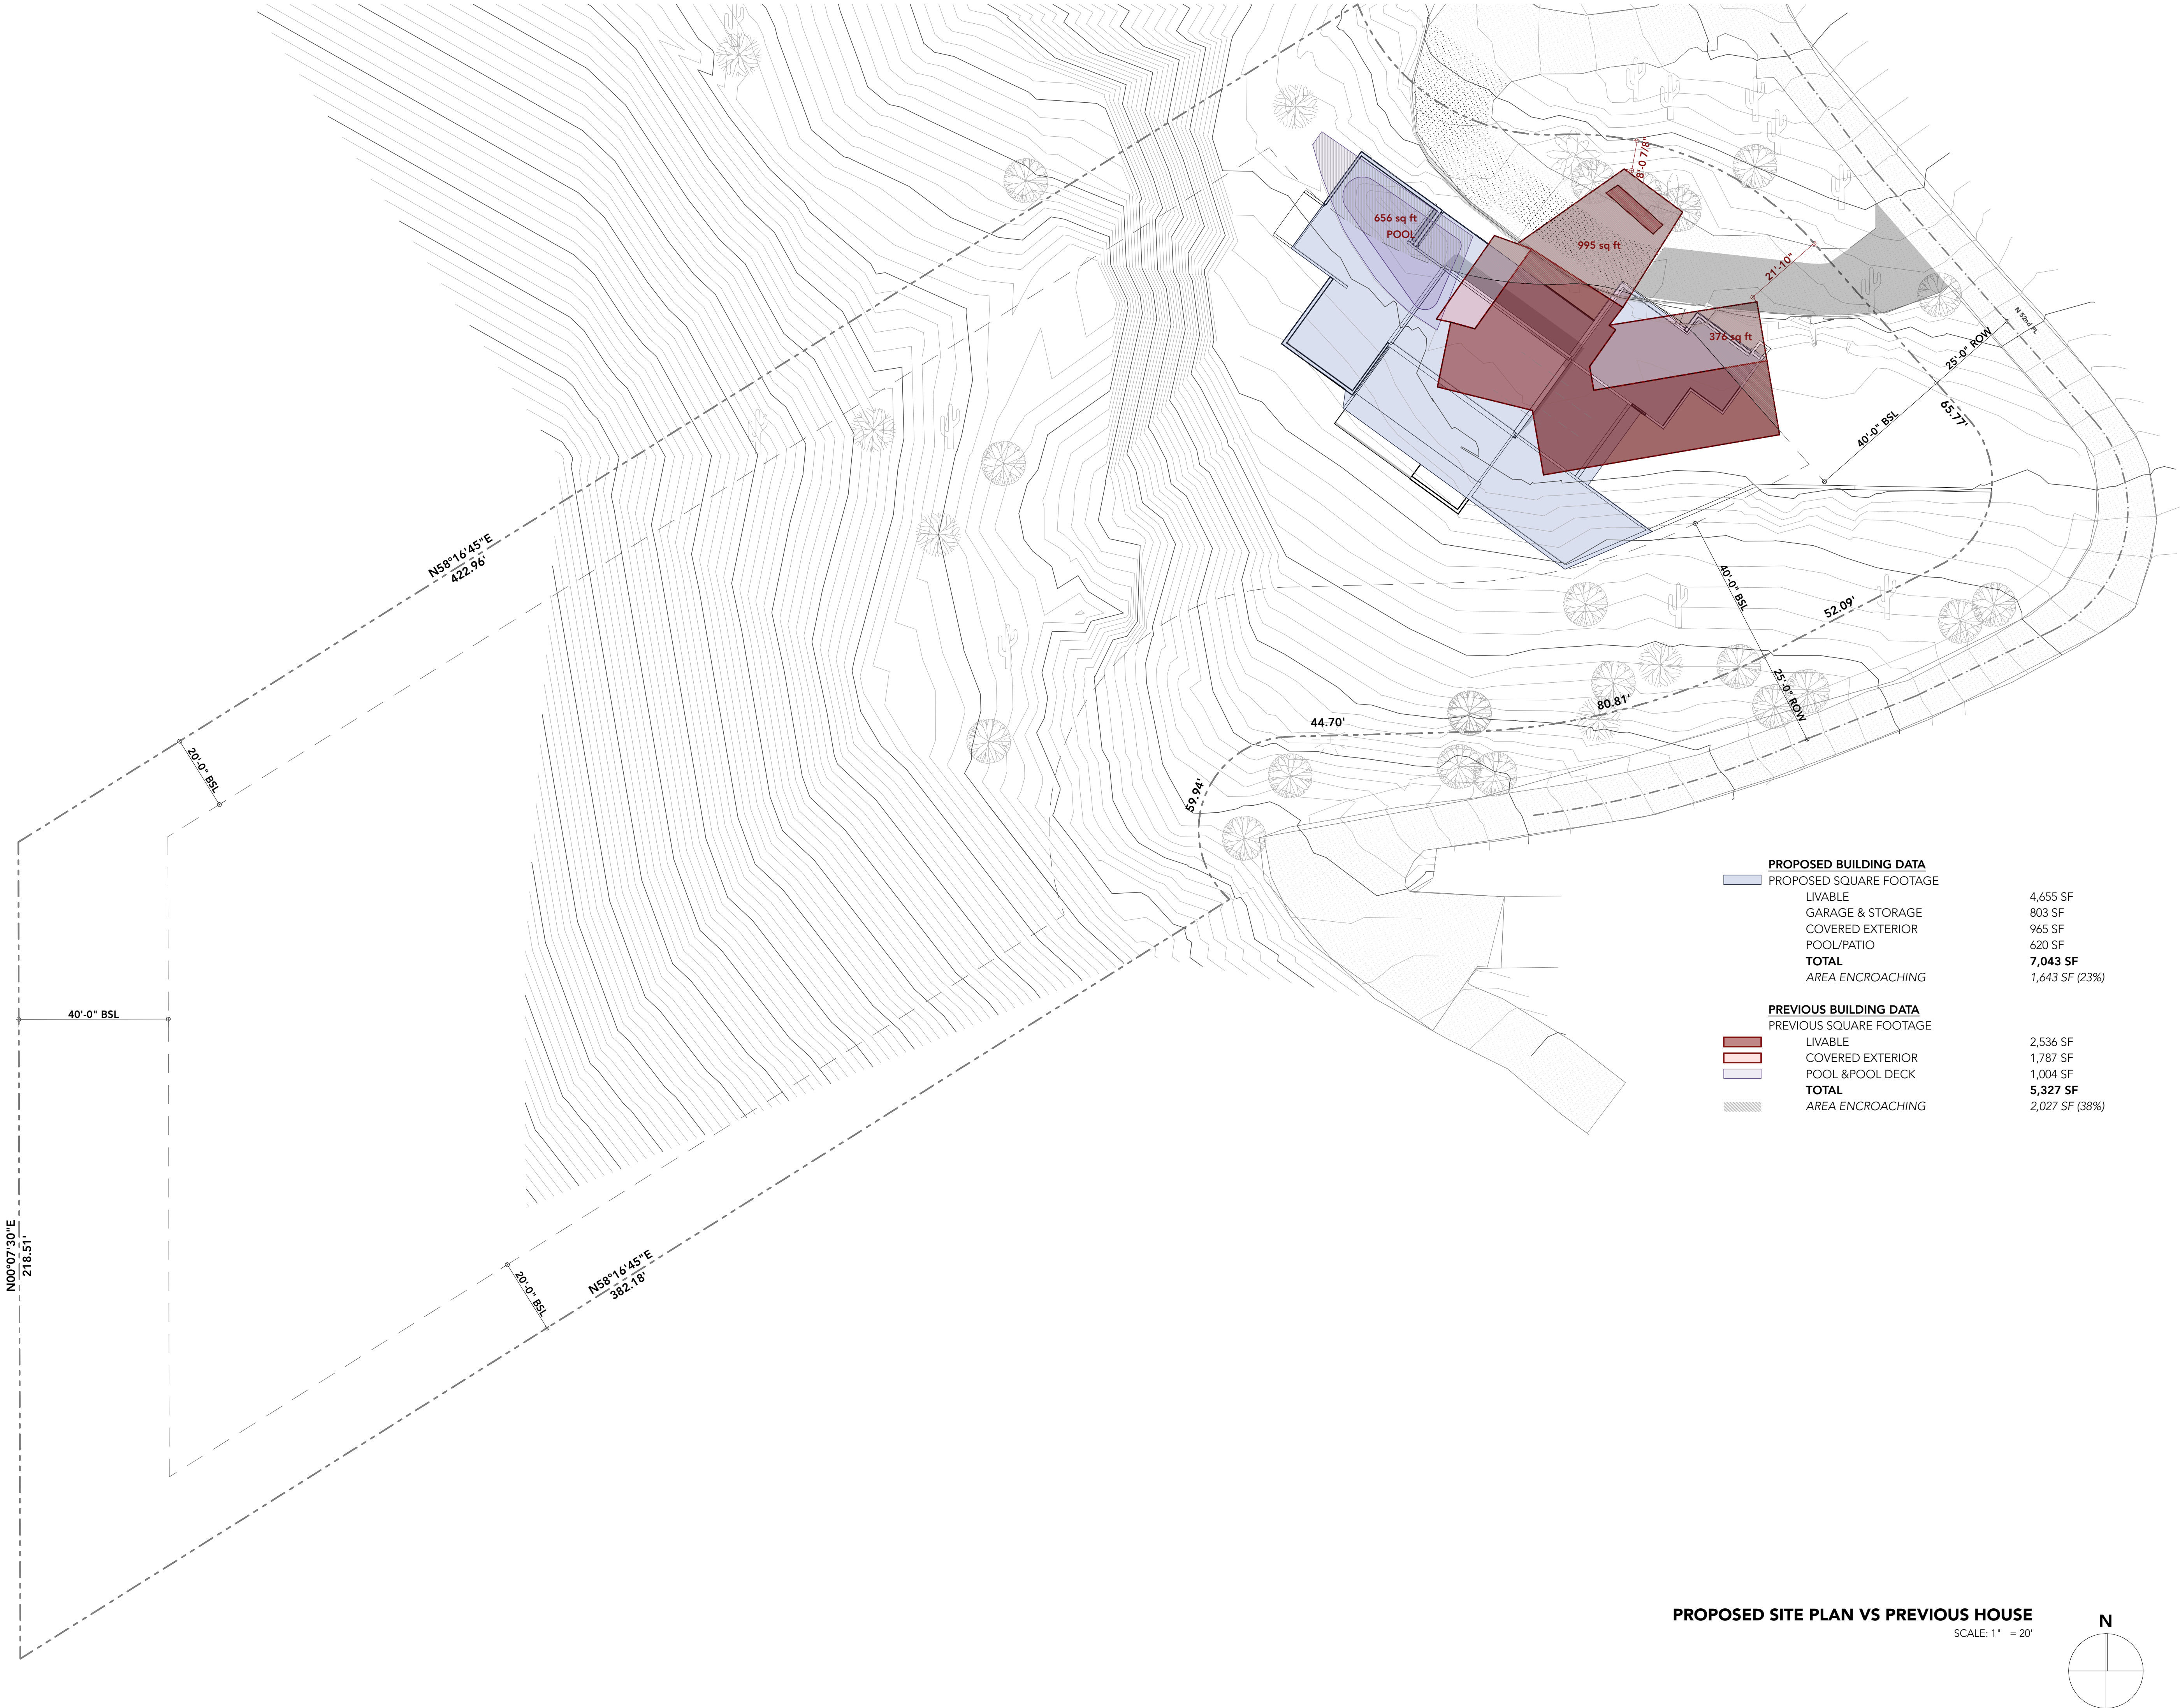 8'-0 7/8"
656 sq ft
POOL
995 sq ft
21'-10"
376 sq ft
N 52nd PL
25'-0" ROW
40'-0" BSL
65.77'
N58°16'45"E
422.96'
40'-0" BSL
52.09'
25'-0" ROW
80.81'
44.70'
59.94'
20'-0" BSL
40'-0" BSL
N00°07'30"E
218.51'
20'-0" BSL
N58°16'45"E
382.18'
PROPOSED BUILDING DATA
PROPOSED SQUARE FOOTAGE
LIVABLE 4,655 SF
GARAGE & STORAGE 803 SF
COVERED EXTERIOR 965 SF
POOL/PATIO 620 SF
TOTAL 7,043 SF
AREA ENCROACHING 1,643 SF (23%)
PREVIOUS BUILDING DATA
PREVIOUS SQUARE FOOTAGE
LIVABLE 2,536 SF
COVERED EXTERIOR 1,787 SF
POOL &POOL DECK 1,004 SF
TOTAL 5,327 SF
AREA ENCROACHING 2,027 SF (38%)
PROPOSED SITE PLAN VS PREVIOUS HOUSE
SCALE: 1" = 20'
N